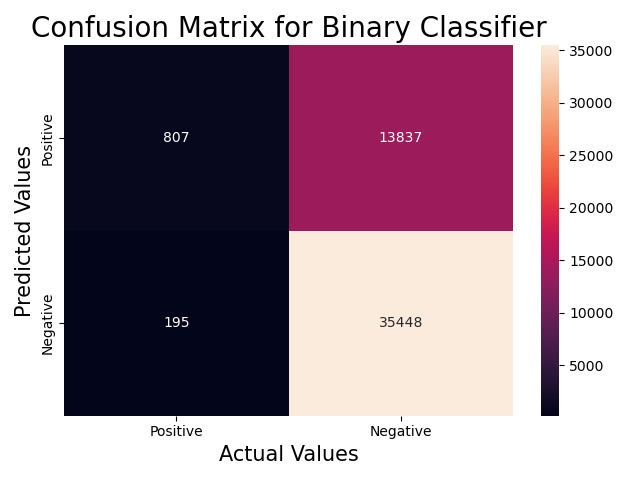 Confusion Matrix for Binary Classifier
Predicted Values
Positive
Negative
807
13837
195
35448
Positive
Negative
Actual Values
35000
30000
25000
20000
15000
10000
5000